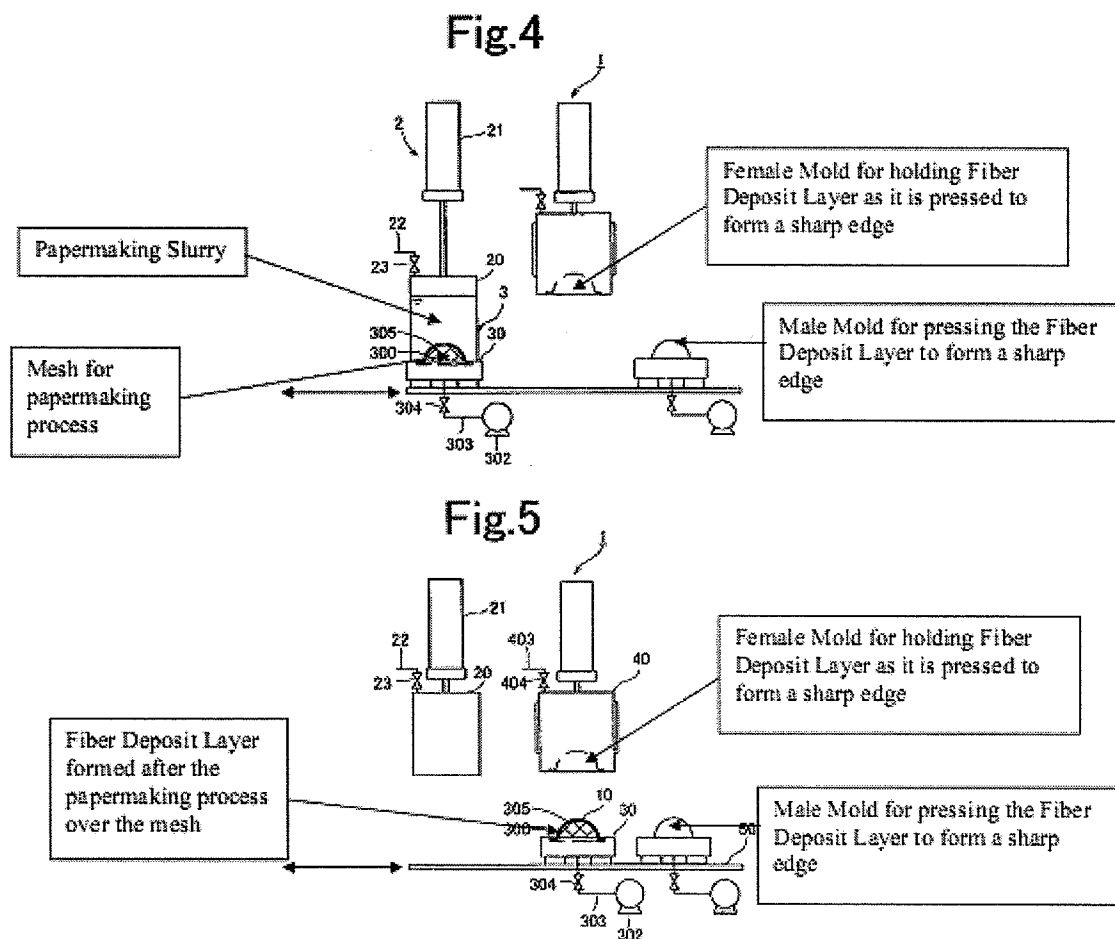 Fig.4
1
2
21
Female Mold for holding Fiber
Deposit Layer as it is pressed to
form a sharp edge
Papermaking Slurry
22
23
20
3
305
300
30
Male Mold for pressing the Fiber
Deposit Layer to form a sharp
edge
Mesh for
papermaking
process
304
303
302
Fig.5
1
21
22
23
20
403
404
40
Female Mold for holding Fiber
Deposit Layer as it is pressed to
form a sharp edge
Fiber Deposit Layer
formed after the
papermaking process
over the mesh
305
10
300
30
50
Male Mold for pressing the Fiber
Deposit Layer to form a sharp
edge
304
303
302